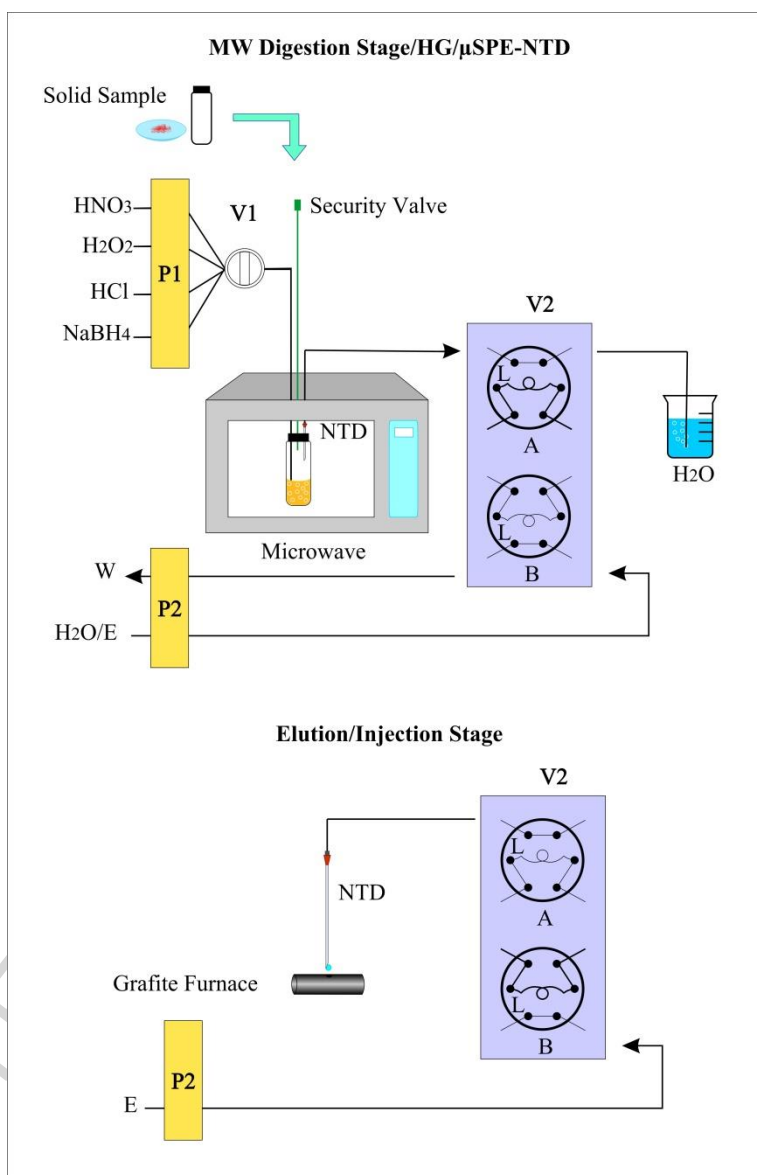 MW Digestion Stage/HG/µSPE-NTD
Solid Sample
HNO3
H2O2
HCl
NaBH4
P1
V1
Security Valve
V2
L
A
L
B
NTD
H2O
Microwave
W
P2
H2O/E
Elution/Injection Stage
V2
L
A
L
B
NTD
Grafite Furnace
P2
E